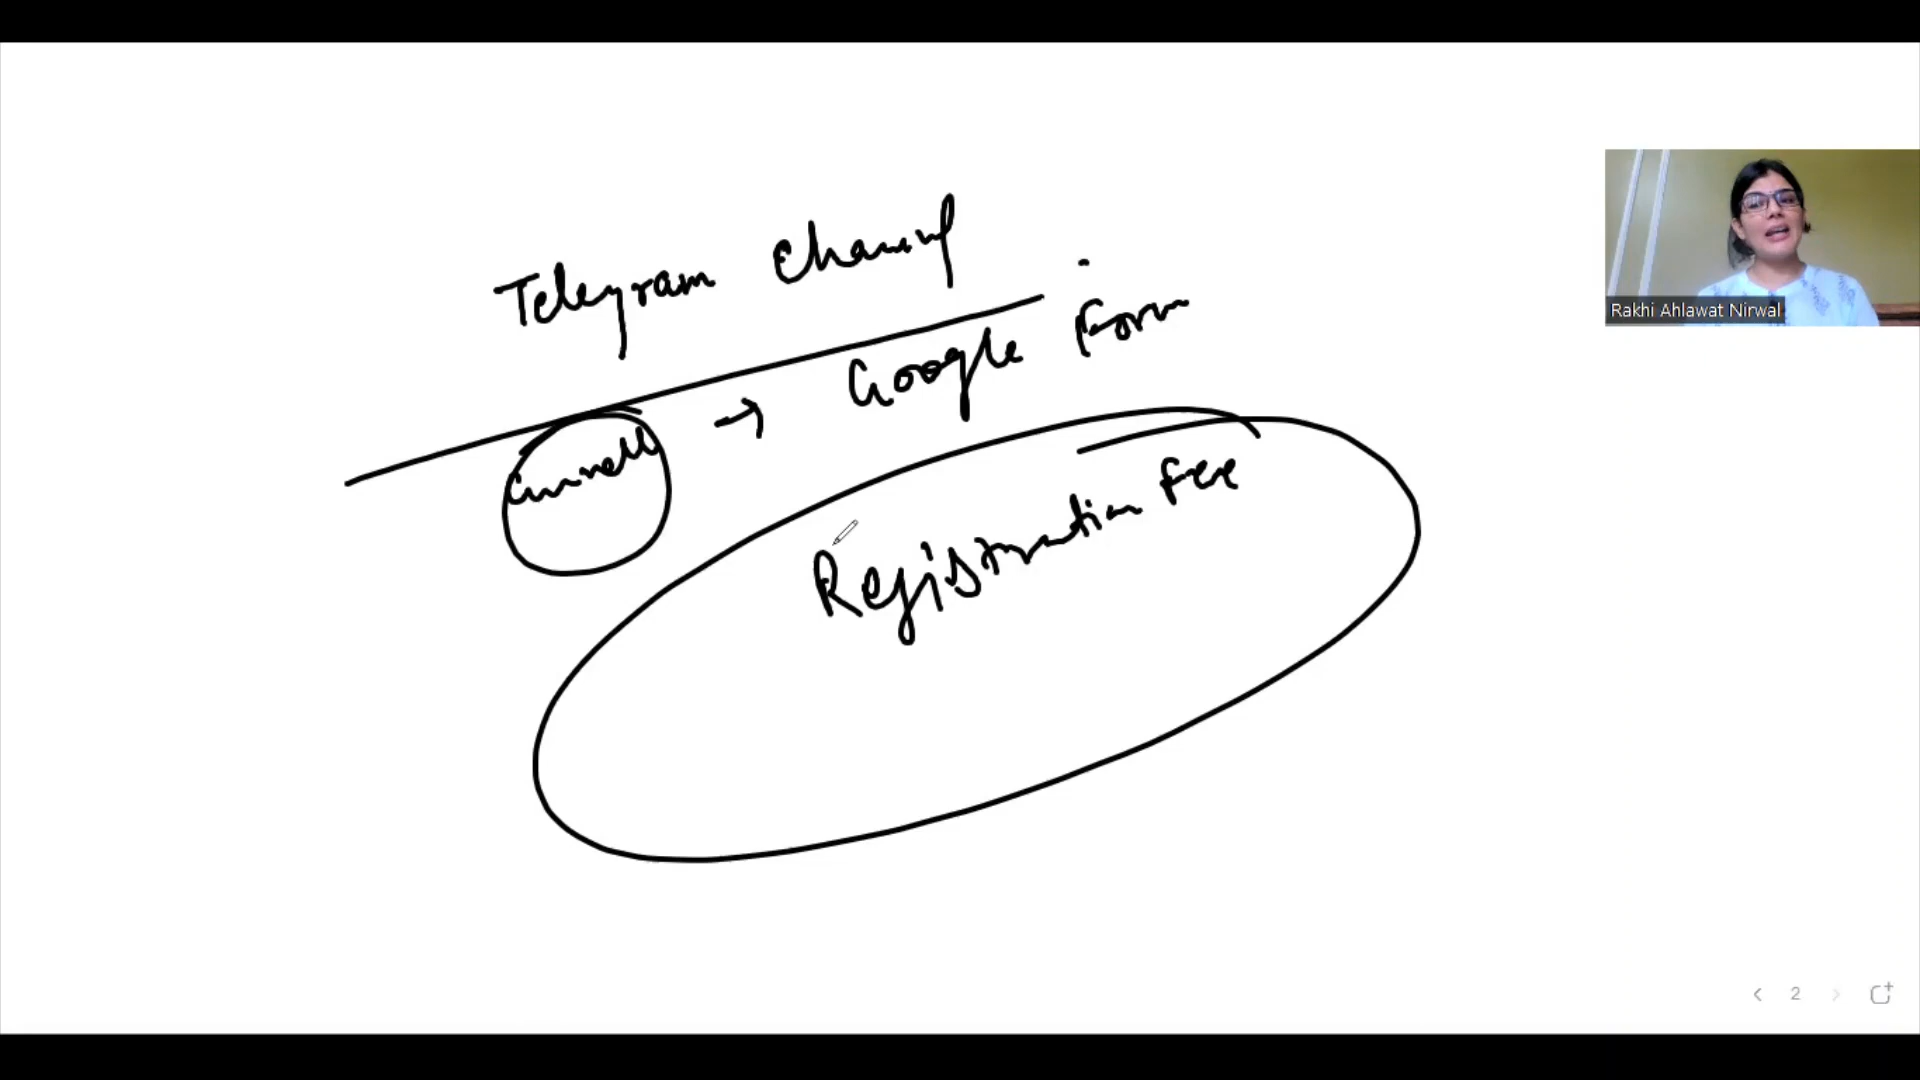 Telegram Channel
→ Google Form
Registration Fee
Rakhi Ahlawat Nirwal
2